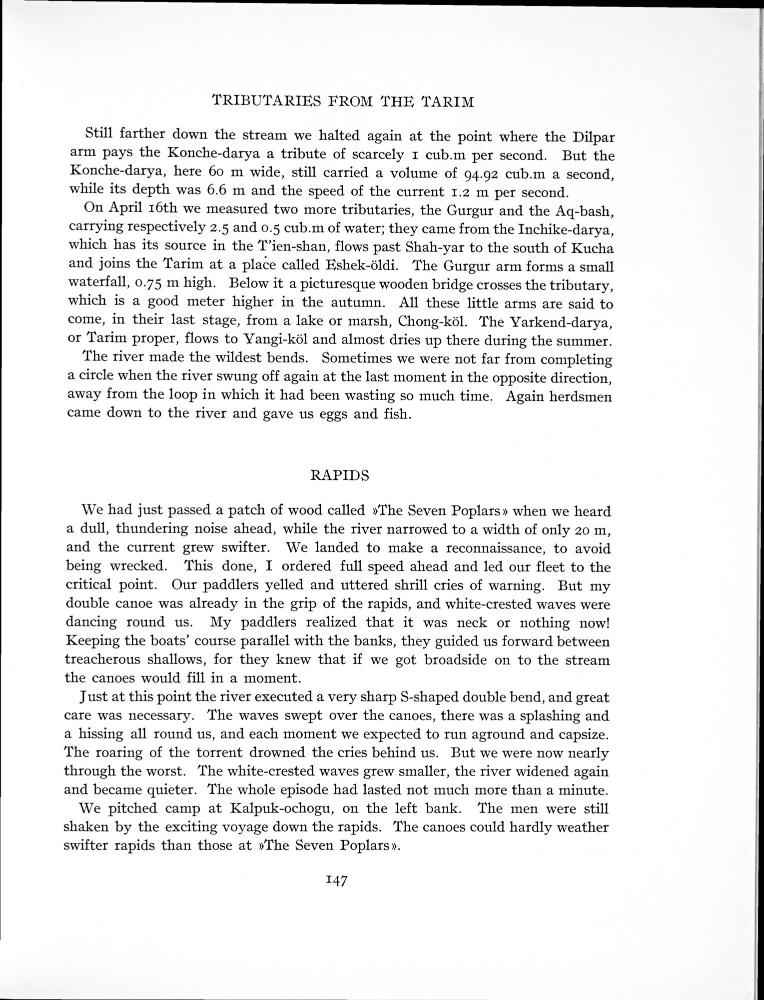 TRIBUTARIES FROM THE TARIM
Still farther down the stream we halted again at the point where the Dilpar
arm pays the Konche-darya a tribute of scarcely 1 cub.m per second. But the
Konche-darya, here 60 m wide, still carried a volume of 94.92 cub.m a second,
while its depth was 6.6 m and the speed of the current 1.2 m per second.
On April 16th we measured two more tributaries, the Gurgur and the Aq-bash,
carrying respectively 2.5 and 0.5 cub.m of water; they came from the Inchike-darya,
which has its source in the T'ien-shan, flows past Shah-yar to the south of Kucha
and joins the Tarim at a place called Eshek-öldi. The Gurgur arm forms a small
waterfall, 0.75 m high. Below it a picturesque wooden bridge crosses the tributary,
which is a good meter higher in the autumn. All these little arms are said to
come, in their last stage, from a lake or marsh, Chong-köl. The Yarkend-darya,
or Tarim proper, flows to Yangi-köl and almost dries up there during the summer.
The river made the wildest bends. Sometimes we were not far from completing
a circle when the river swung off again at the last moment in the opposite direction,
away from the loop in which it had been wasting so much time. Again herdsmen
came down to the river and gave us eggs and fish.
RAPIDS
We had just passed a patch of wood called »The Seven Poplars» when we heard
a dull, thundering noise ahead, while the river narrowed to a width of only 20 m,
and the current grew swifter. We landed to make a reconnaissance, to avoid
being wrecked. This done, I ordered full speed ahead and led our fleet to the
critical point. Our paddlers yelled and uttered shrill cries of warning. But my
double canoe was already in the grip of the rapids, and white-crested waves were
dancing round us. My paddlers realized that it was neck or nothing now!
Keeping the boats' course parallel with the banks, they guided us forward between
treacherous shallows, for they knew that if we got broadside on to the stream
the canoes would fill in a moment.
Just at this point the river executed a very sharp S-shaped double bend, and great
care was necessary. The waves swept over the canoes, there was a splashing and
a hissing all round us, and each moment we expected to run aground and capsize.
The roaring of the torrent drowned the cries behind us. But we were now nearly
through the worst. The white-crested waves grew smaller, the river widened again
and became quieter. The whole episode had lasted not much more than a minute.
We pitched camp at Kalpuk-ochogu, on the left bank. The men were still
shaken by the exciting voyage down the rapids. The canoes could hardly weather
swifter rapids than those at »The Seven Poplars».
147